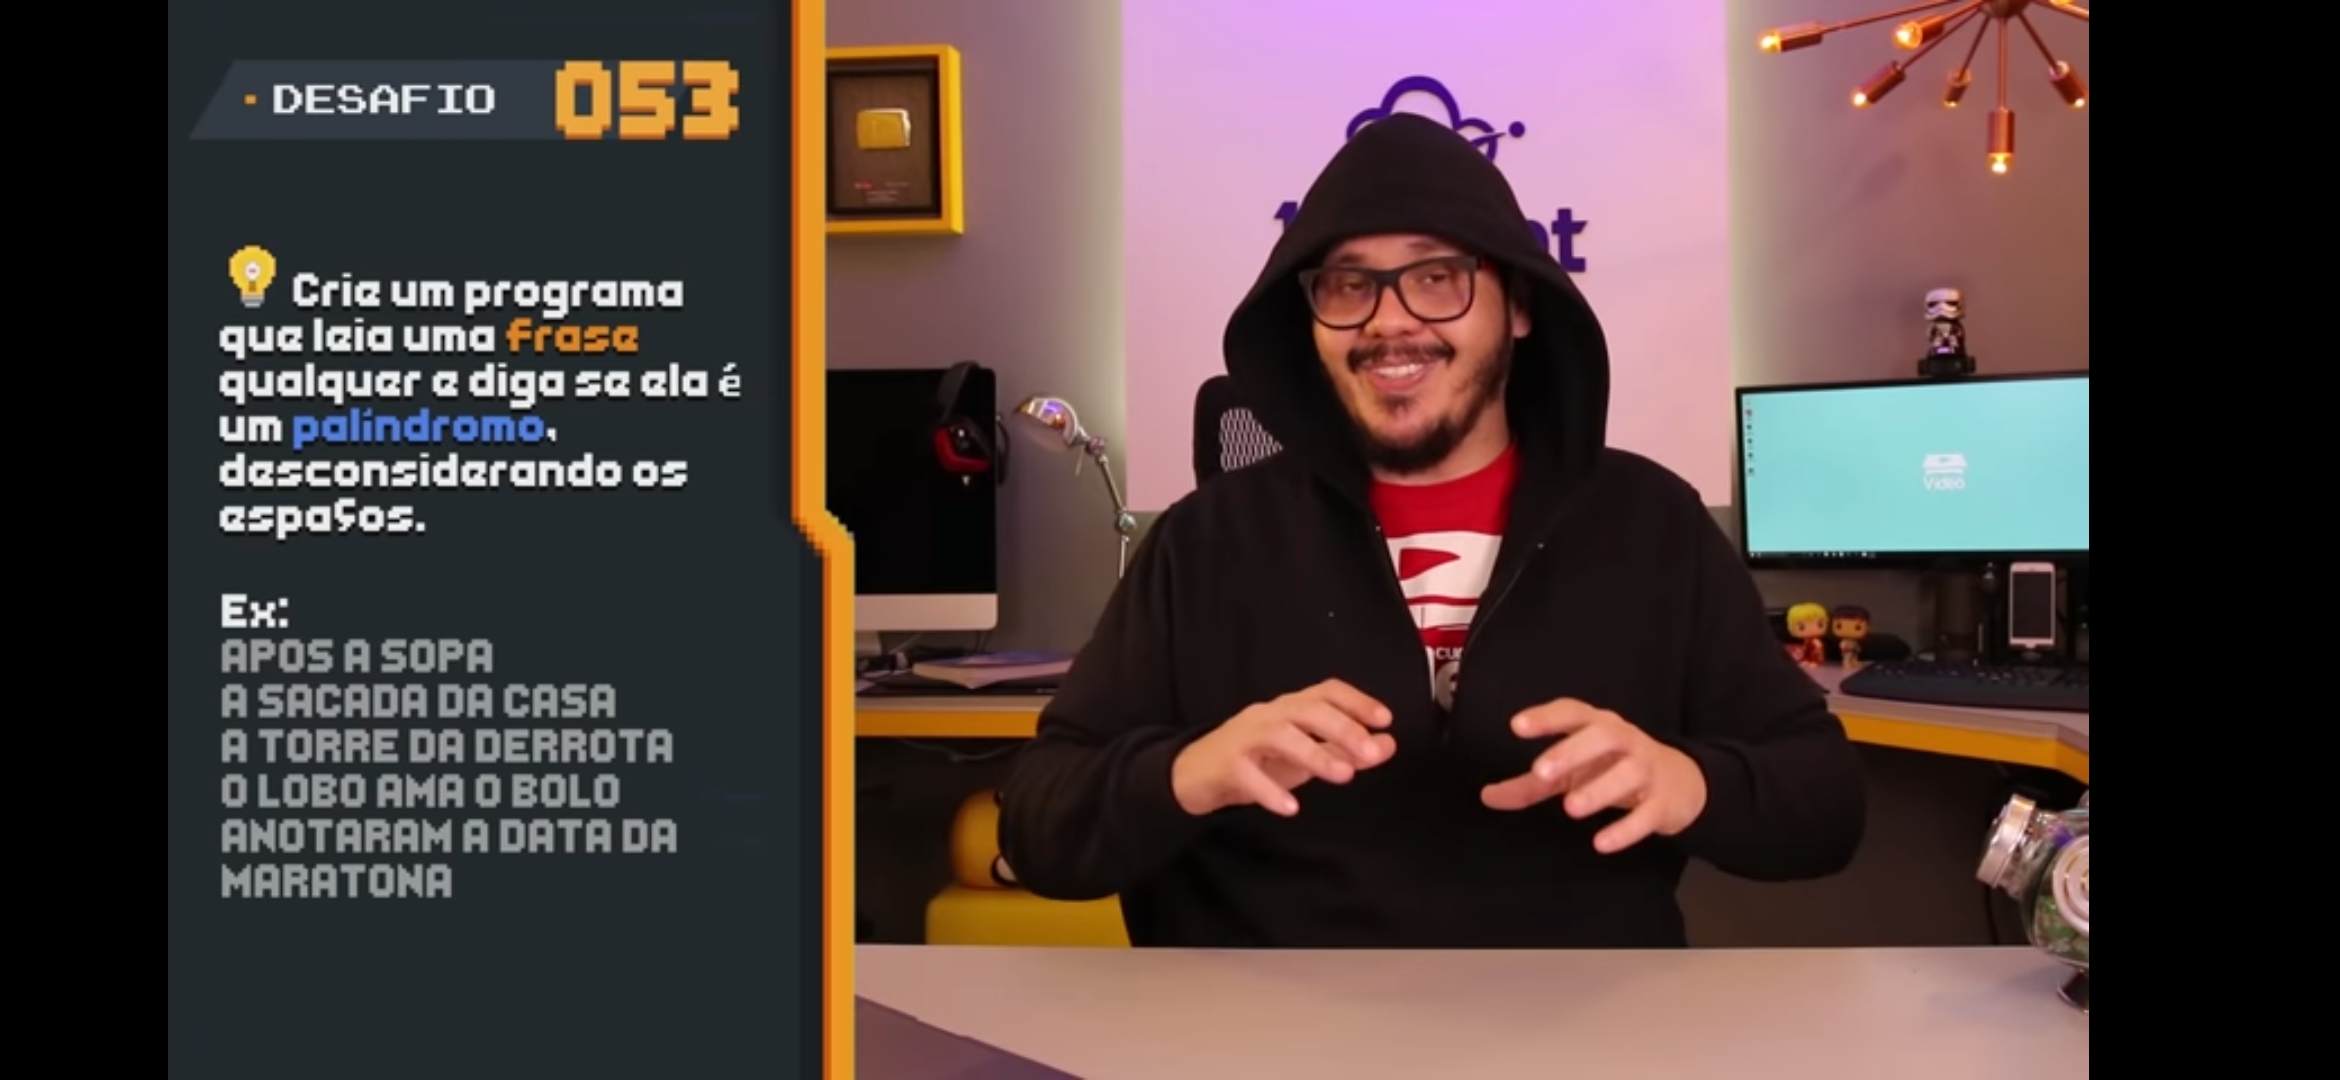 DESAFIO 053
Crie um programa
que leia uma frase
qualquer e diga se ela é
um palíndromo,
desconsiderando os
espaços.
Ex:
APOS A SOPA
A SACADA DA CASA
A TORRE DA DERROTA
O LOBO AMA O BOLO
ANOTARAM A DATA DA
MARATONA
Video